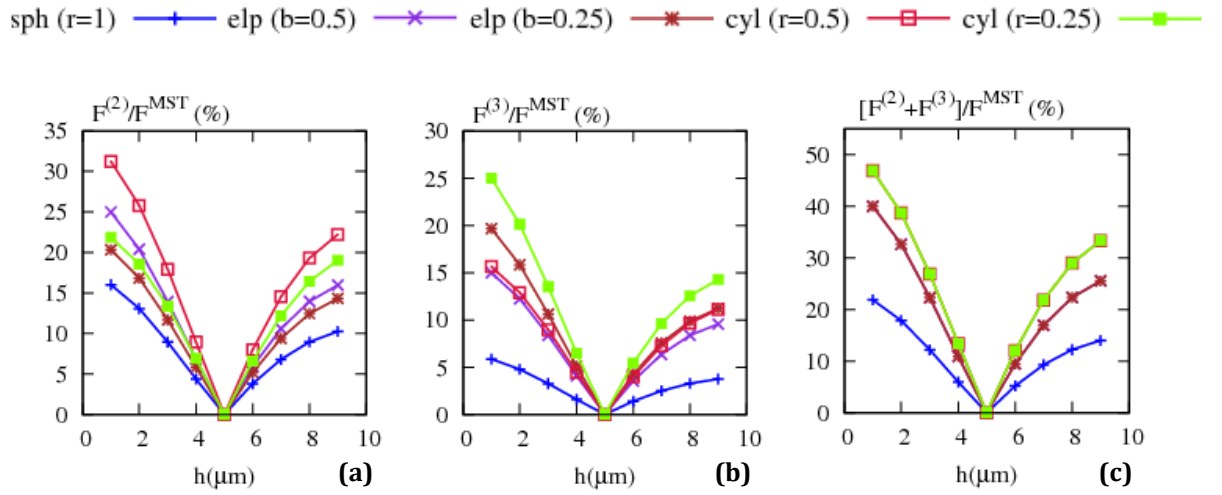 sph (r=1) elp (b=0.5) elp (b=0.25) cyl (r=0.5) cyl (r=0.25)
F^(2)/F^MST (%)
35
30
25
20
15
10
5
0
0 2 4 6 8 10
h(μm)
(a)
F^(3)/F^MST (%)
30
25
20
15
10
5
0
0 2 4 6 8 10
h(μm)
(b)
[F^(2)+F^(3)]/F^MST (%)
50
40
30
20
10
0
0 2 4 6 8 10
h(μm)
(c)